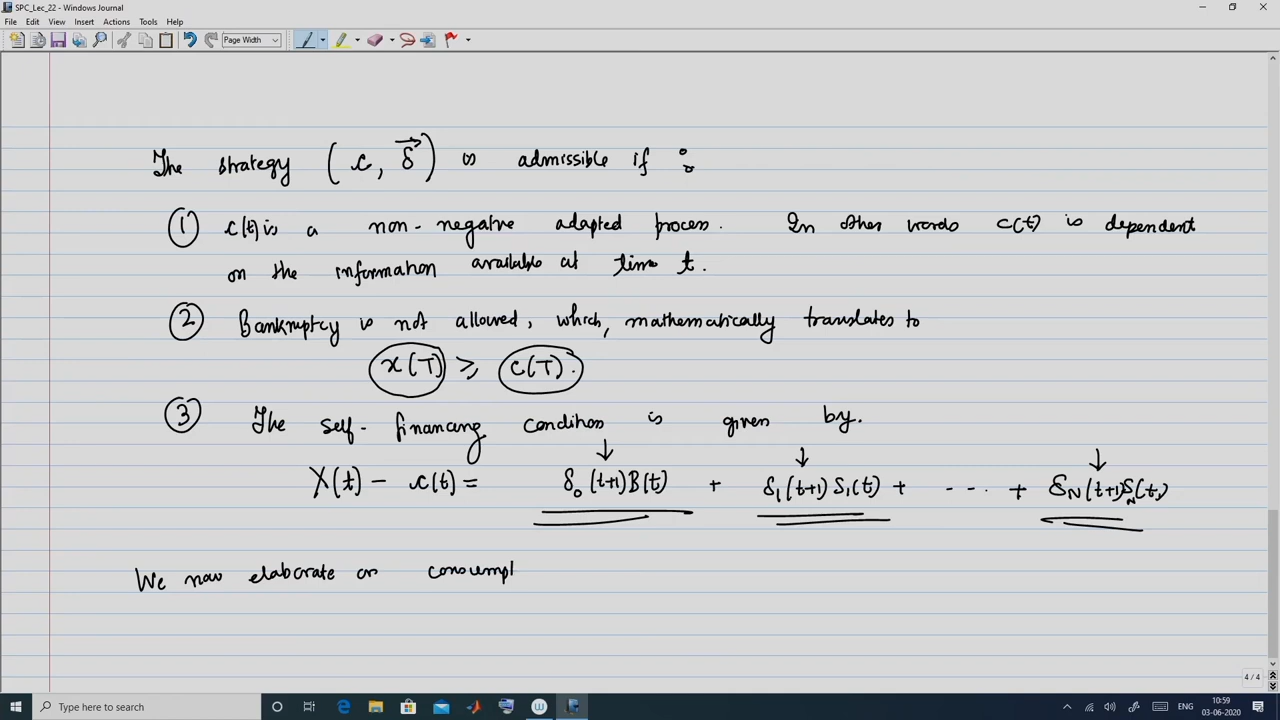 SPC_Lec_22 - Windows Journal
File Edit View Insert Actions Tools Help
Page Width
The strategy (c, δ⃗) is admissible if :
① c(t) is a non-negative adapted process. In other words c(t) is dependent
on the information available at time t.
② Bankruptcy is not allowed, which, mathematically translates to
x(T) ≥ c(T).
③ The self-financing condition is given by.
X(t) - c(t) = δ₀(t+1)B(t) + δ₁(t+1)S₁(t) + ... + δ_N(t+1)S_N(t)
We now elaborate on consumpl
4/4
Type here to search
ENG
10:59
03-06-2020